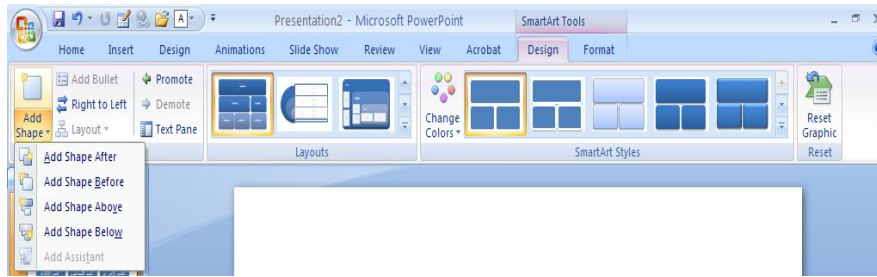 Presentation2 - Microsoft PowerPoint SmartArt Tools
Home Insert Design Animations Slide Show Review View Acrobat Design Format
Add Bullet Promote
Right to Left Demote
Layout Text Pane
Add Shape
Change Colors
Reset Graphic
Layouts SmartArt Styles Reset
Add Shape After
Add Shape Before
Add Shape Above
Add Shape Below
Add Assistant